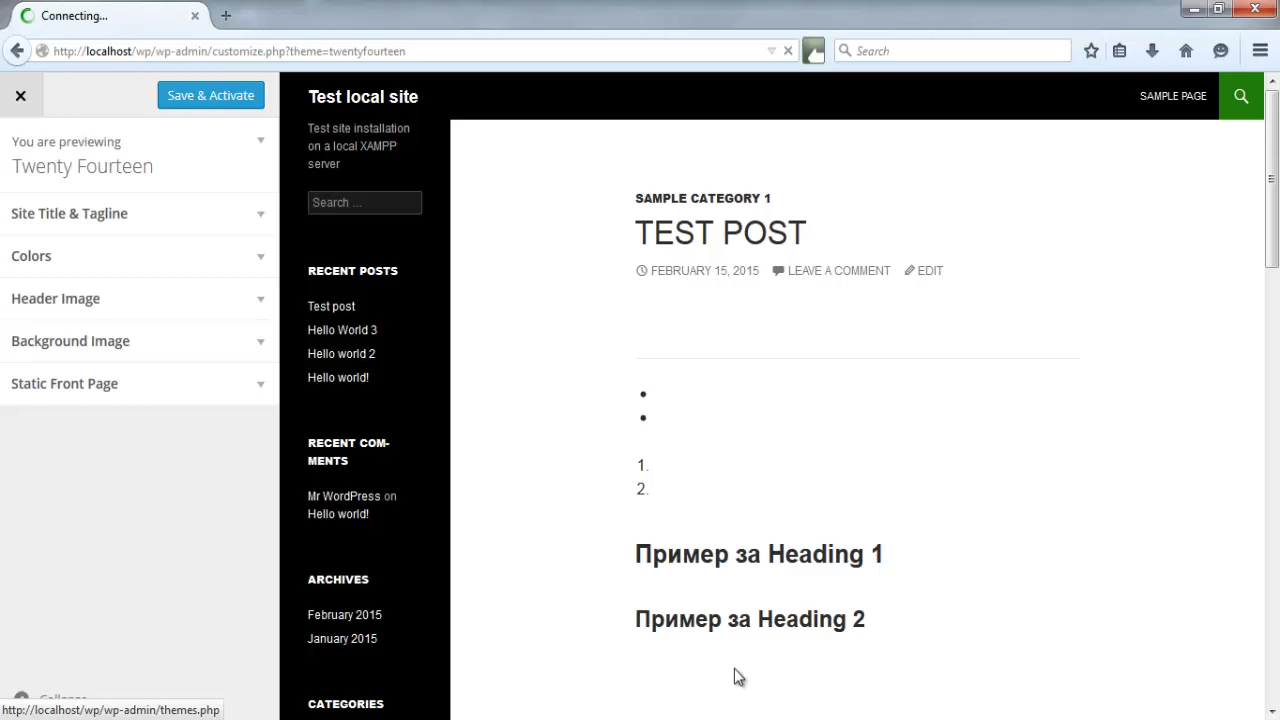 Connecting...
http://localhost/wp/wp-admin/customize.php?theme=twentyfourteen
Search
Save & Activate
You are previewing
Twenty Fourteen
Site Title & Tagline
Colors
Header Image
Background Image
Static Front Page
http://localhost/wp/wp-admin/themes.php
Test local site
SAMPLE PAGE
Test site installation
on a local XAMPP
server
Search ...
RECENT POSTS
Test post
Hello World 3
Hello world 2
Hello world!
RECENT COM-
MENTS
Mr WordPress on
Hello world!
ARCHIVES
February 2015
January 2015
CATEGORIES
SAMPLE CATEGORY 1
TEST POST
FEBRUARY 15, 2015 LEAVE A COMMENT EDIT
1.
2.
Пример за Heading 1
Пример за Heading 2